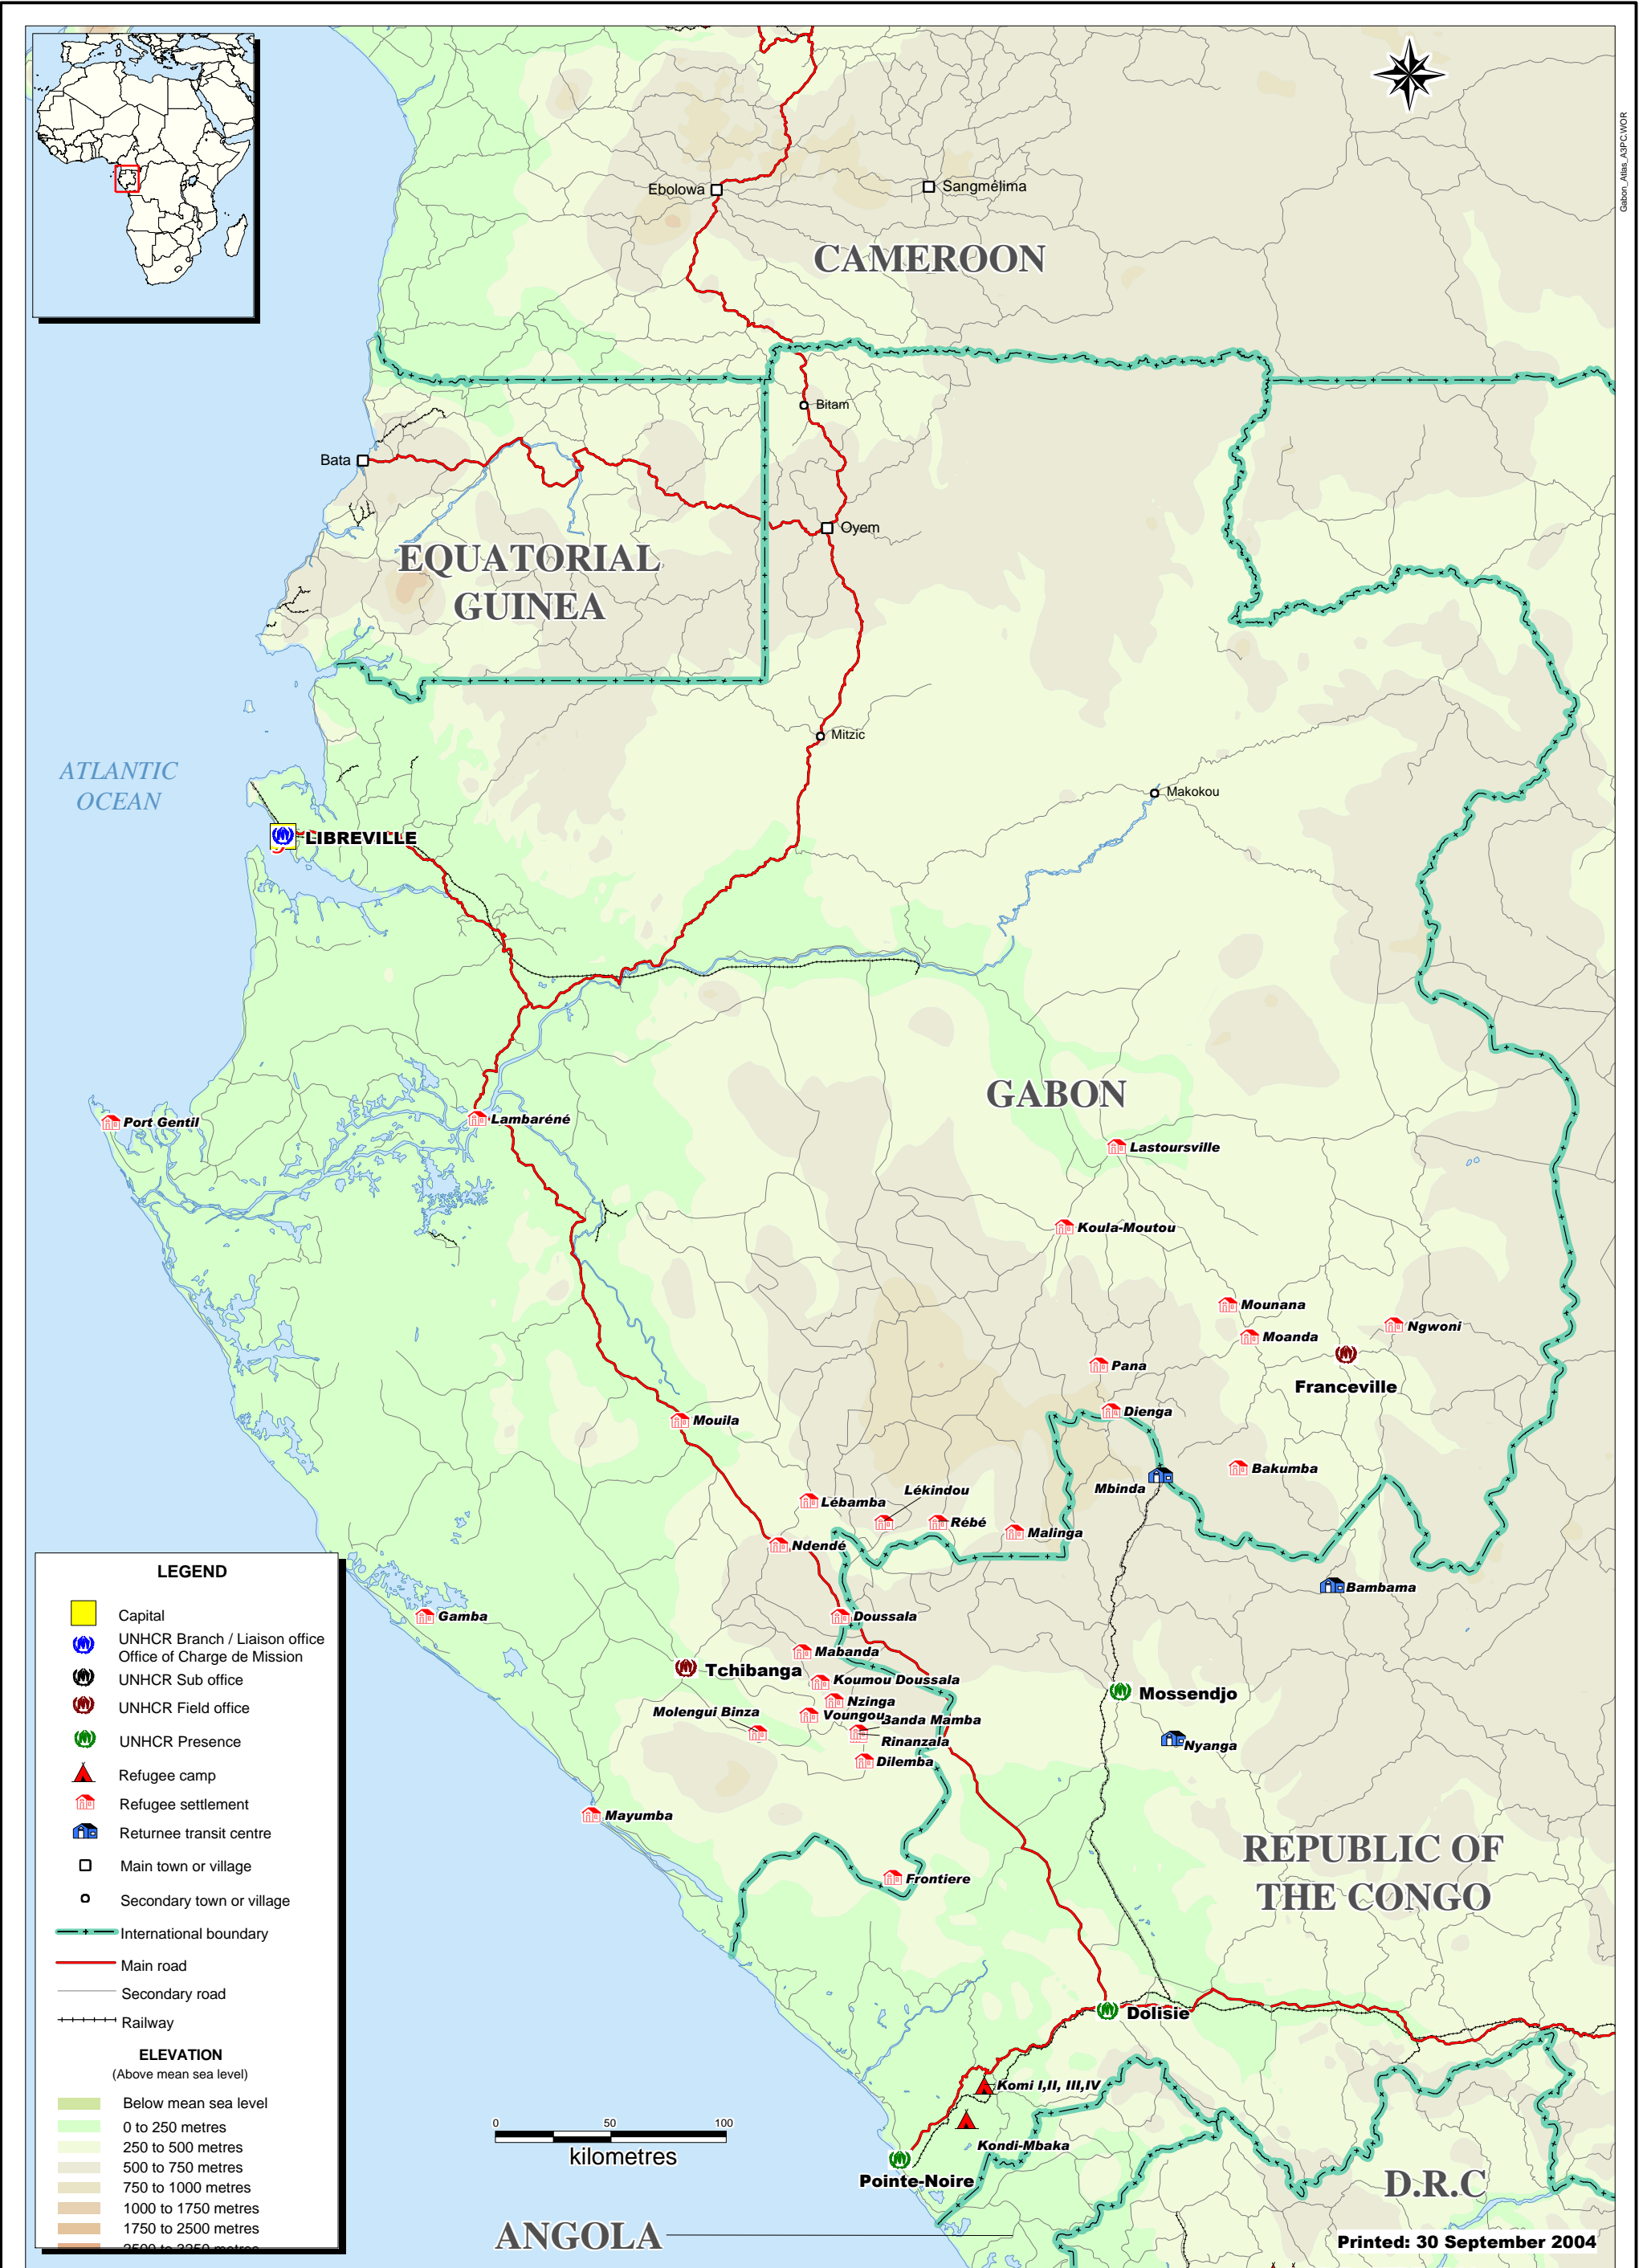 Gabon_Atlas_A3PC.WOR
Ebolowa
Sangmélima
CAMEROON
Bitam
Bata
Oyem
EQUATORIAL
GUINEA
Mitzic
ATLANTIC
OCEAN
Makokou
LIBREVILLE
GABON
Port Gentil
Lambaréné
Lastoursville
Koula-Moutou
Mounana
Ngwoni
Moanda
Pana
Franceville
Dienga
Mouila
Bakumba
Mbinda
Lékindou
Lébamba
Rébé
Malinga
Ndendé
Bambama
Gamba
Doussala
Mabanda
Tchibanga
Koumou Doussala
Mossendjo
Nzinga
Molengui Binza
Voungou
Banda Mamba
Rinanzala
Nyanga
Dilemba
Mayumba
REPUBLIC OF
THE CONGO
Frontiere
Dolisie
Komi I,II, III,IV
Kondi-Mbaka
Pointe-Noire
D.R.C
ANGOLA
0 50 100
kilometres
Printed: 30 September 2004
LEGEND
Capital
UNHCR Branch / Liaison office
Office of Charge de Mission
UNHCR Sub office
UNHCR Field office
UNHCR Presence
Refugee camp
Refugee settlement
Returnee transit centre
Main town or village
Secondary town or village
International boundary
Main road
Secondary road
Railway
ELEVATION
(Above mean sea level)
Below mean sea level
0 to 250 metres
250 to 500 metres
500 to 750 metres
750 to 1000 metres
1000 to 1750 metres
1750 to 2500 metres
2500 to 3250 metres